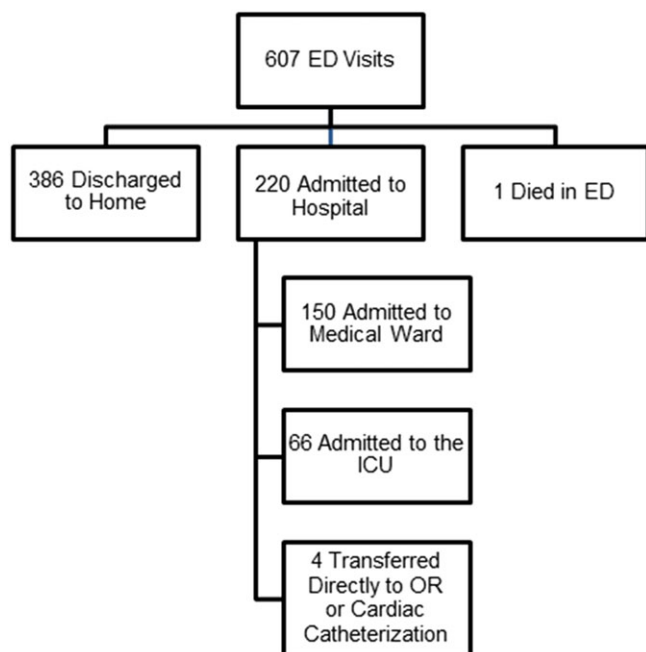 607 ED Visits
386 Discharged
to Home
220 Admitted to
Hospital
1 Died in ED
150 Admitted to
Medical Ward
66 Admitted to the
ICU
4 Transferred
Directly to OR
or Cardiac
Catheterization